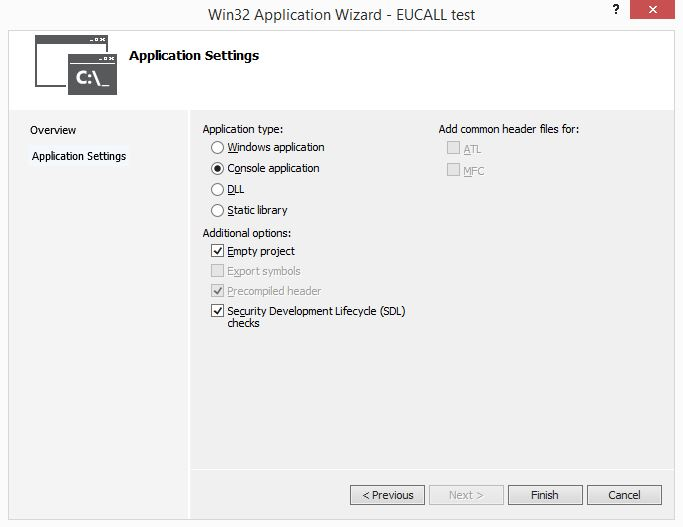 Win32 Application Wizard - EUCALL test
?
C:\_
Application Settings
Overview
Application Settings
Application type:
Windows application
Console application
DLL
Static library
Additional options:
Empty project
Export symbols
Precompiled header
Security Development Lifecycle (SDL)
checks
Add common header files for:
ATL
MFC
< Previous
Next >
Finish
Cancel